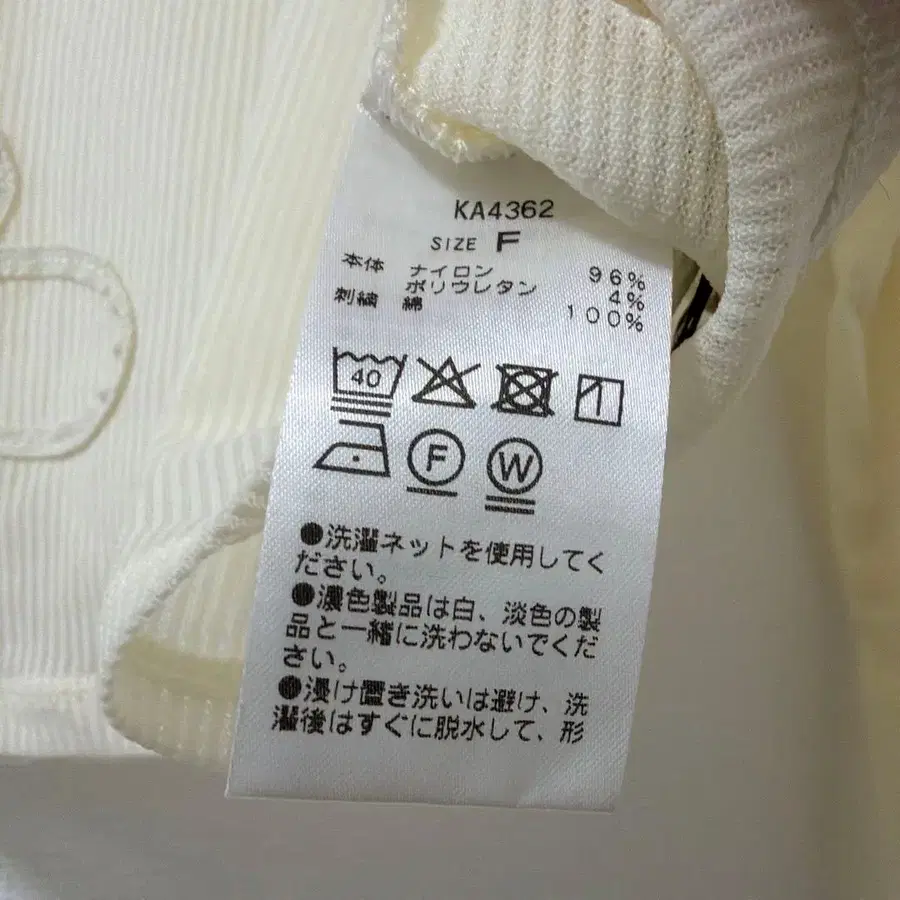 KA4362
SIZE F
本体 ナイロン 96%
ポリウレタン 4%
刺繍 綿 100%
40
F W
●洗濯ネットを使用してく
ださい。
●濃色製品は白、淡色の製
品と一緒に洗わないでくだ
さい。
●浸け置き洗いは避け、洗
濯後はすぐに脱水して、形